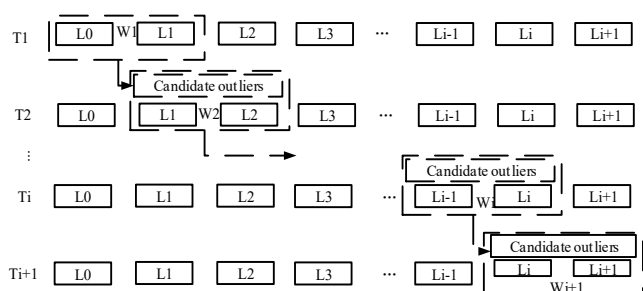 T1 L0 W1 L1 L2 L3 ... Li-1 Li Li+1
Candidate outliers
T2 L0 L1 W2 L2 L3 ... Li-1 Li Li+1
⋮
Candidate outliers
Ti L0 L1 L2 L3 ... Li-1 Wi Li Li+1
Candidate outliers
Ti+1 L0 L1 L2 L3 ... Li-1 Li Li+1
Wi+1